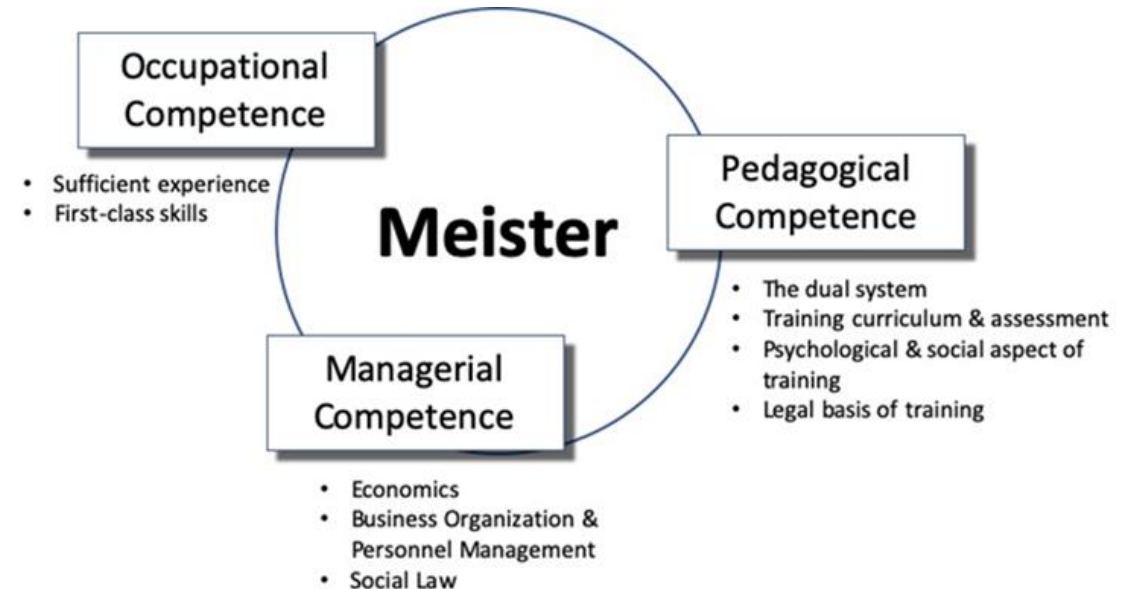 Occupational
Competence
• Sufficient experience
• First-class skills
Meister
Pedagogical
Competence
• The dual system
• Training curriculum & assessment
• Psychological & social aspect of
training
• Legal basis of training
Managerial
Competence
• Economics
• Business Organization &
Personnel Management
• Social Law